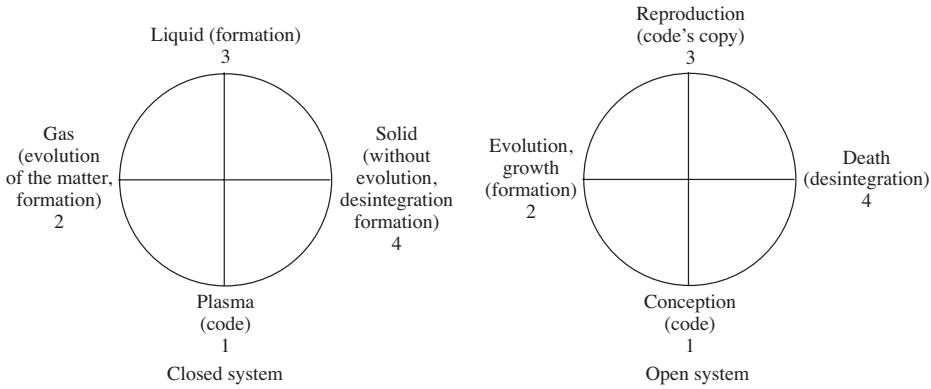 Liquid (formation)
3
Gas
(evolution
of the matter,
formation)
2
Solid
(without
evolution,
desintegration
formation)
4
Plasma
(code)
1
Closed system
Reproduction
(code's copy)
3
Evolution,
growth
(formation)
2
Death
(desintegration)
4
Conception
(code)
1
Open system